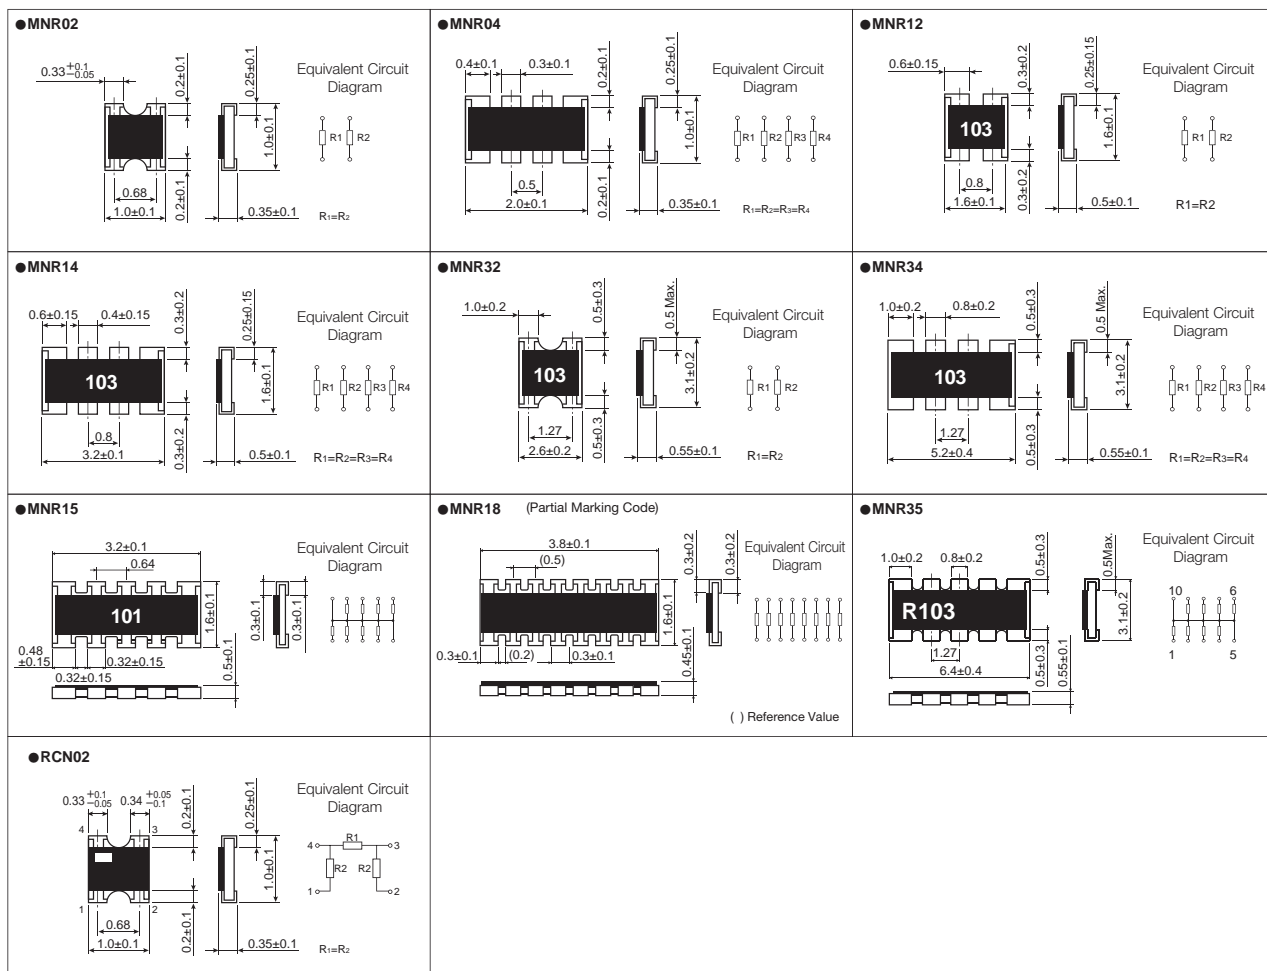 ●MNR02
0.33 +0.1 −0.05
0.2±0.1
0.25±0.1
Equivalent Circuit
Diagram
1.0±0.1
R1 R2
0.68
1.0±0.1
0.2±0.1
0.35±0.1
R1=R2
●MNR04
0.4±0.1
0.3±0.1
0.2±0.1
0.25±0.1
Equivalent Circuit
Diagram
1.0±0.1
R1 R2 R3 R4
0.5
2.0±0.1
0.2±0.1
0.35±0.1
R1=R2=R3=R4
●MNR12
0.6±0.15
0.3±0.2
0.25±0.15
Equivalent Circuit
Diagram
103
1.6±0.1
R1 R2
0.8
1.6±0.1
0.3±0.2
0.5±0.1
R1=R2
●MNR14
0.6±0.15
0.4±0.15
0.3±0.2
0.25±0.15
Equivalent Circuit
Diagram
103
1.6±0.1
R1 R2 R3 R4
0.8
3.2±0.1
0.3±0.2
0.5±0.1
R1=R2=R3=R4
●MNR32
1.0±0.2
0.5±0.3
0.5 Max.
Equivalent Circuit
Diagram
103
3.1±0.2
R1 R2
1.27
2.6±0.2
0.5±0.3
0.55±0.1
R1=R2
●MNR34
1.0±0.2
0.8±0.2
0.5±0.3
0.5 Max.
Equivalent Circuit
Diagram
103
3.1±0.2
R1 R2 R3 R4
1.27
5.2±0.4
0.5±0.3
0.55±0.1
R1=R2=R3=R4
●MNR15
3.2±0.1
0.64
Equivalent Circuit
Diagram
101
1.6±0.1
0.3±0.1
0.3±0.1
0.48
±0.15
0.32±0.15
0.32±0.15
0.5±0.1
●MNR18 (Partial Marking Code)
3.8±0.1
(0.5)
0.3±0.2
0.3±0.2
Equivalent Circuit
Diagram
1.6±0.1
0.3±0.1
(0.2)
0.3±0.1
0.45±0.1
( ) Reference Value
●MNR35
1.0±0.2
0.8±0.2
0.5±0.3
0.5Max.
Equivalent Circuit
Diagram
R103
3.1±0.2
10 6
1 5
1.27
6.4±0.4
0.5±0.3
0.55±0.1
●RCN02
0.33 +0.1 −0.05
0.34 +0.05 −0.1
0.2±0.1
0.25±0.1
Equivalent Circuit
Diagram
4 3
1 2
1.0±0.1
R1
4 3
R2 R2
1 2
0.68
1.0±0.1
0.2±0.1
0.35±0.1
R1=R2